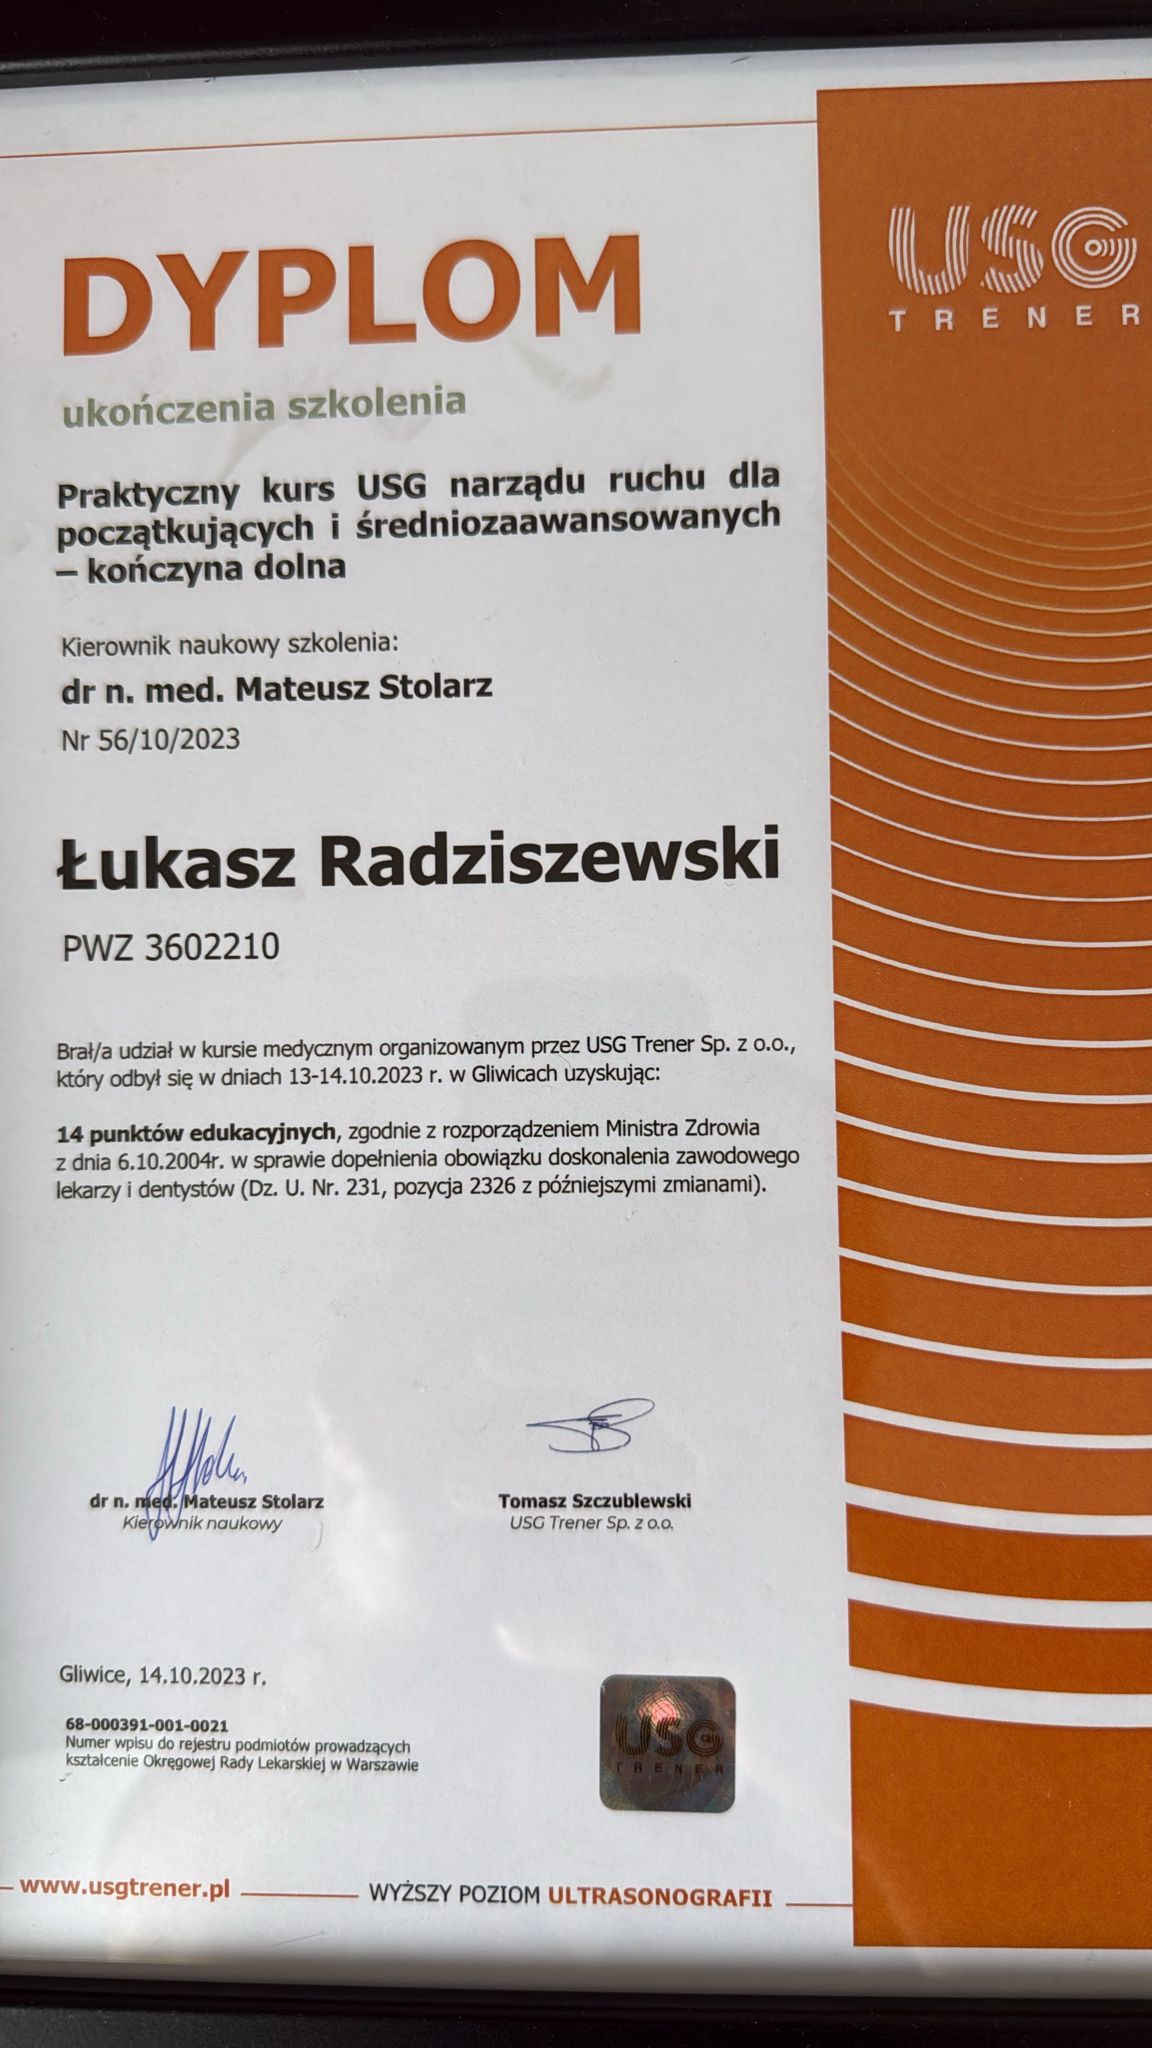 USG
TRENER
DYPLOM
ukończenia szkolenia
Praktyczny kurs USG narządu ruchu dla
początkujących i średniozaawansowanych
– kończyna dolna
Kierownik naukowy szkolenia:
dr n. med. Mateusz Stolarz
Nr 56/10/2023
Łukasz Radziszewski
PWZ 3602210
Brał/a udział w kursie medycznym organizowanym przez USG Trener Sp. z o.o.,
który odbył się w dniach 13-14.10.2023 r. w Gliwicach uzyskując:
14 punktów edukacyjnych, zgodnie z rozporządzeniem Ministra Zdrowia
z dnia 6.10.2004r. w sprawie dopełnienia obowiązku doskonalenia zawodowego
lekarzy i dentystów (Dz. U. Nr. 231, pozycja 2326 z późniejszymi zmianami).
dr n. med. Mateusz Stolarz
Kierownik naukowy
Tomasz Szczublewski
USG Trener Sp. z o.o.
Gliwice, 14.10.2023 r.
68-000391-001-0021
Numer wpisu do rejestru podmiotów prowadzących
kształcenie Okręgowej Rady Lekarskiej w Warszawie
USG
TRENER
www.usgtrener.pl
WYŻSZY POZIOM ULTRASONOGRAFII